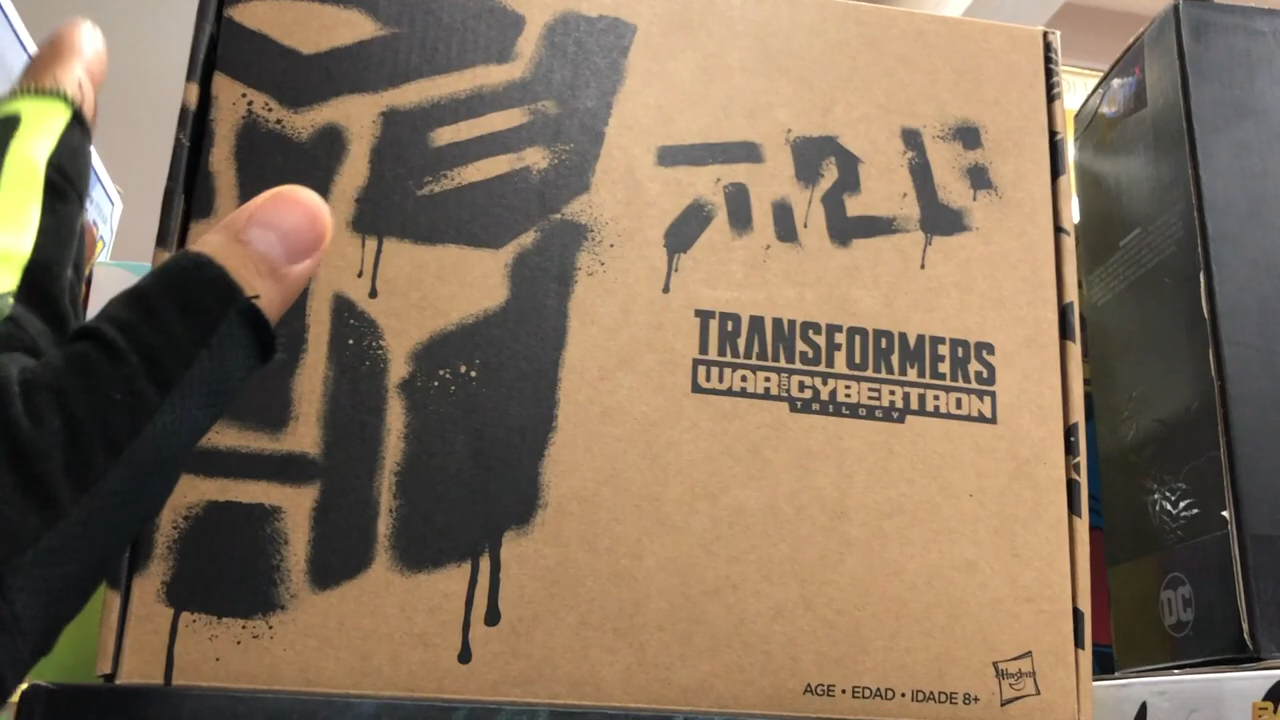 TRANSFORMERS
WAR FOR CYBERTRON
TRILOGY
AGE • EDAD • IDADE 8+
Hasbro
DC